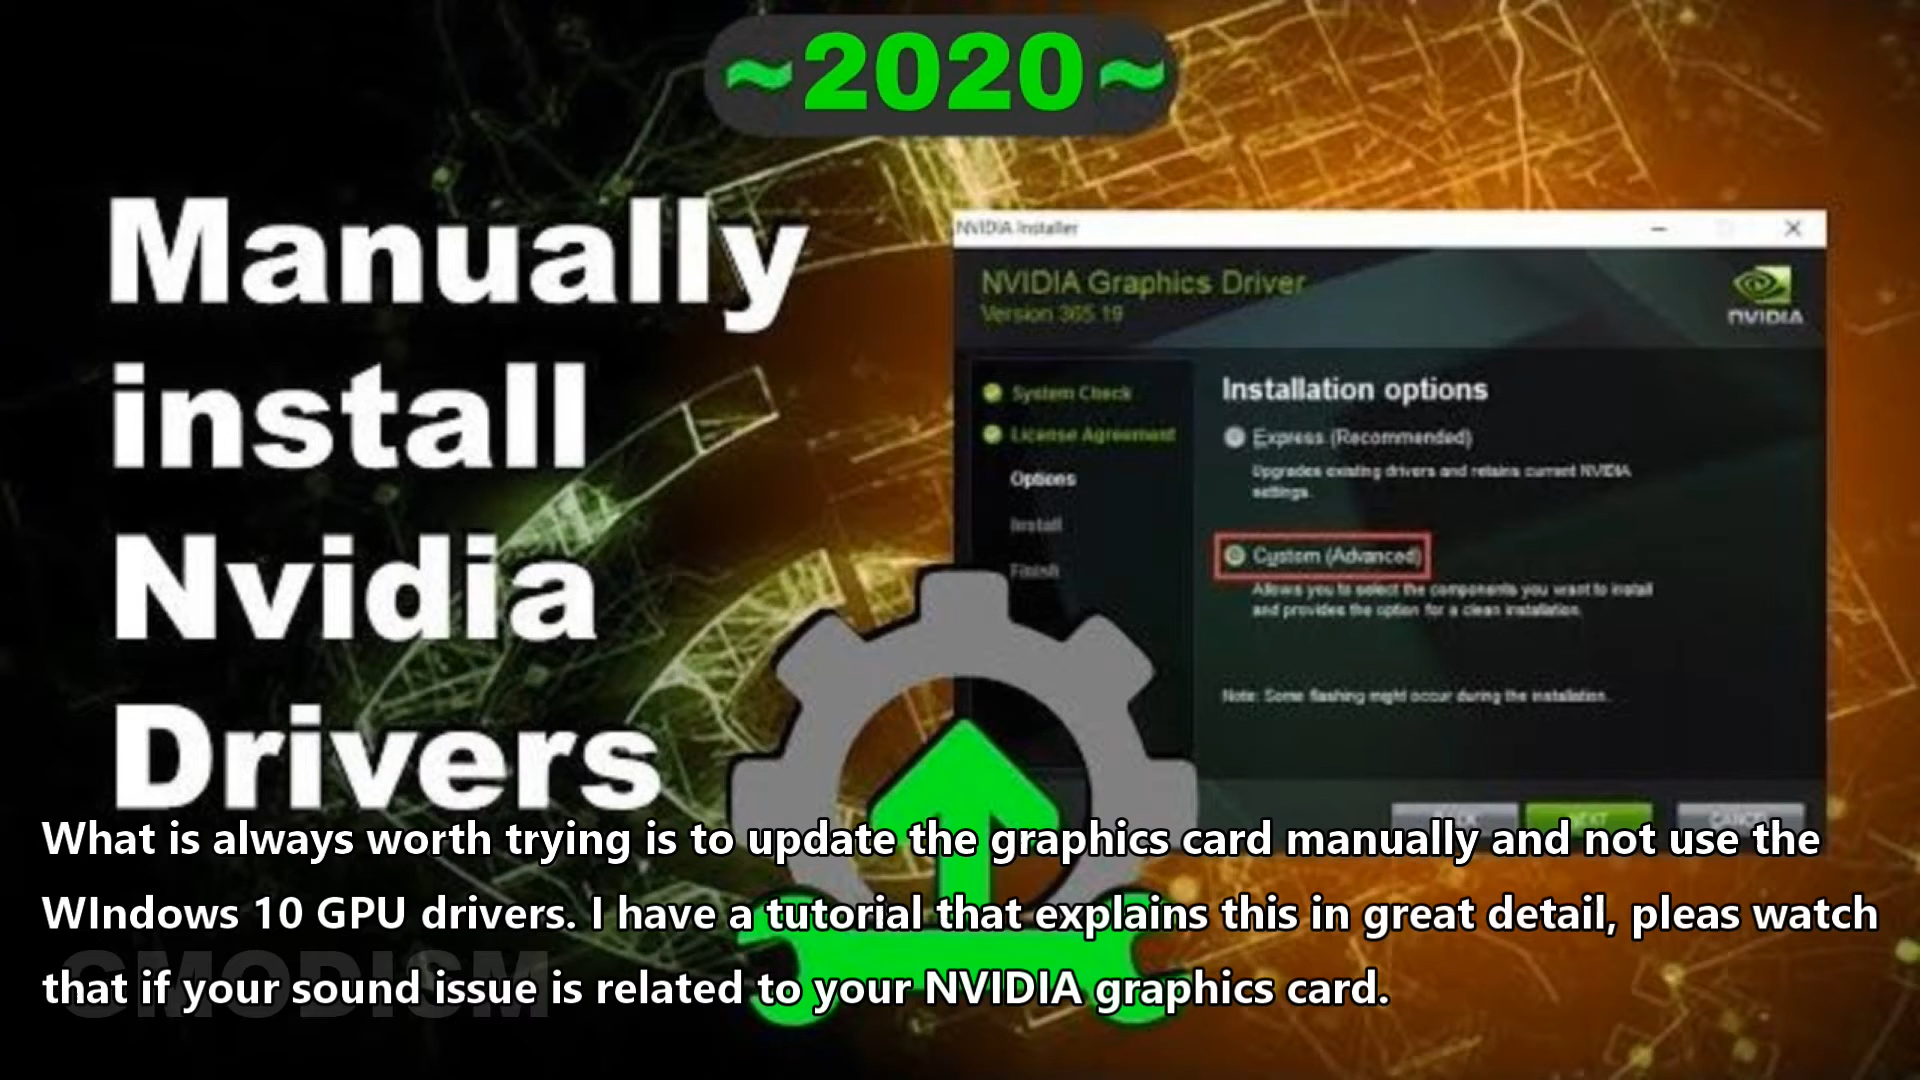 ~2020~
Manually
install
Nvidia
Drivers
NVIDIA Installer
NVIDIA Graphics Driver
Version 365.19
NVIDIA
System Check
License Agreement
Options
Install
Finish
Installation options
Express (Recommended)
Upgrades existing drivers and retains current NVIDIA
settings.
Custom (Advanced)
Allows you to select the components you want to install
and provides the option for a clean installation.
Note: Some flashing might occur during the installation.
NEXT
CANCEL
What is always worth trying is to update the graphics card manually and not use the
WIndows 10 GPU drivers. I have a tutorial that explains this in great detail, pleas watch
that if your sound issue is related to your NVIDIA graphics card.
GMODISM